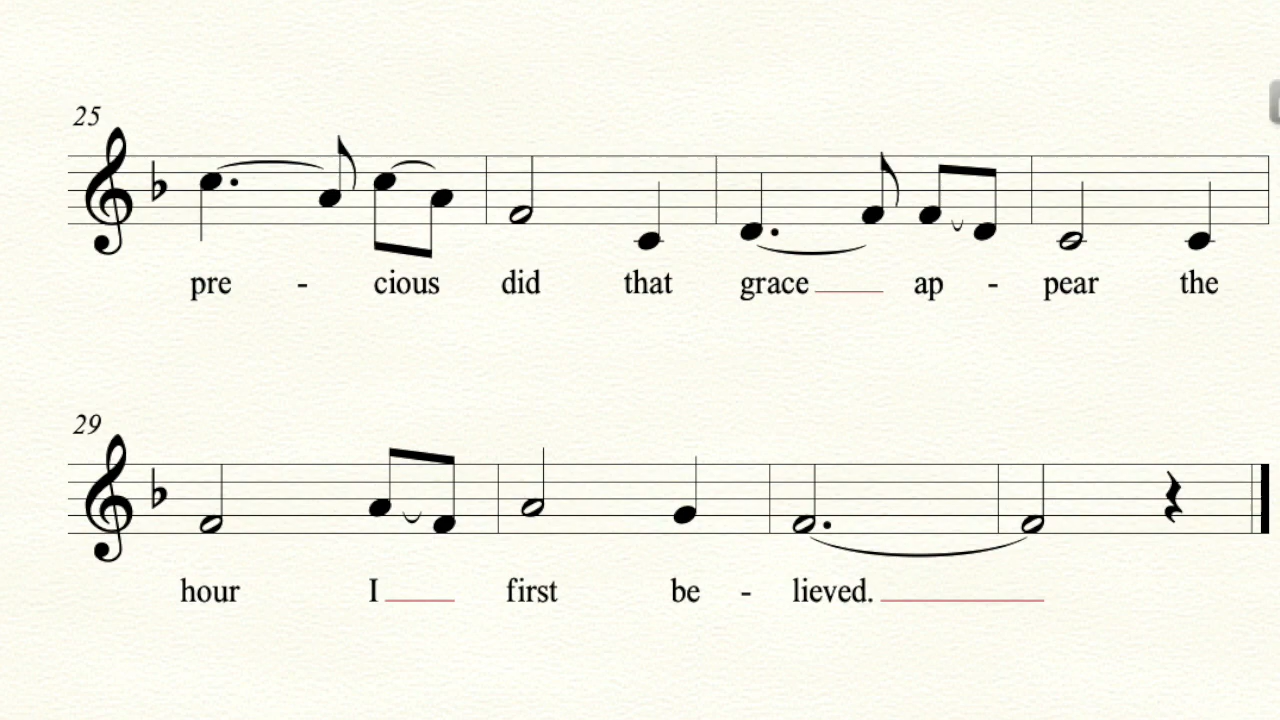 25
pre - cious did that grace ap - pear the
29
hour I first be - lieved.